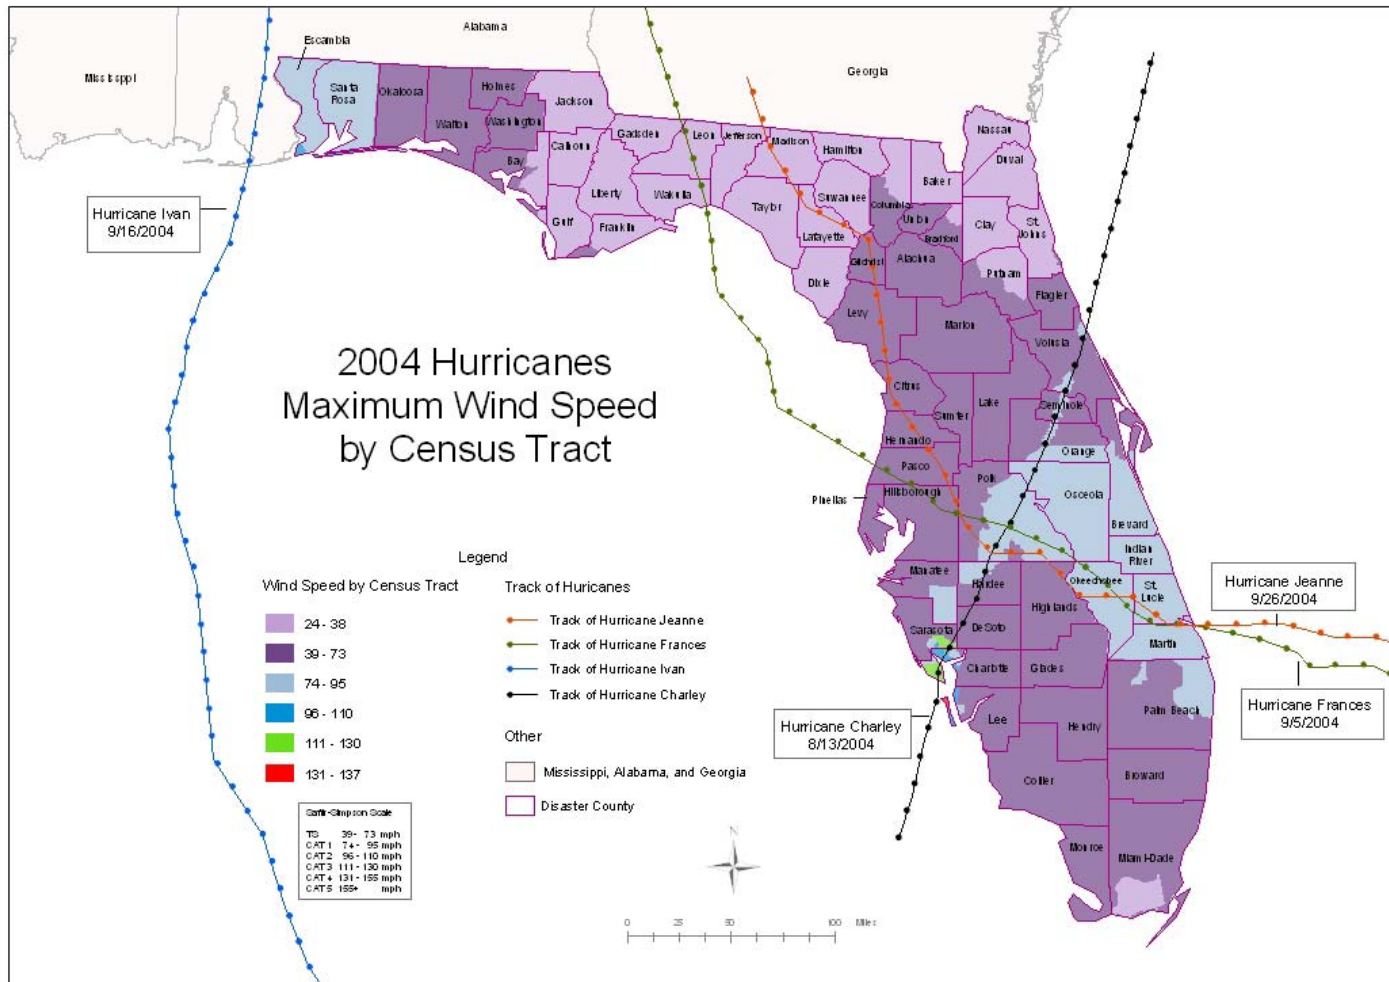 Alabama
Escambia
Mississippi
Georgia
Santa
Rosa
Okaloosa
Walton
Holmes
Washington
Bay
Jackson
Calhoun
Gulf
Liberty
Gadsden
Franklin
Wakulla
Leon
Jefferson
Madison
Taylor
Hamilton
Suwannee
Lafayette
Dixie
Columbia
Baker
Nassau
Duval
Union
Bradford
Clay
St.
Johns
Gilchrist
Alachua
Putnam
Flagler
Levy
Marion
Volusia
Hurricane Ivan
9/16/2004
2004 Hurricanes
Maximum Wind Speed
by Census Tract
Citrus
Sumter
Lake
Seminole
Hernando
Pasco
Orange
Pinellas
Hillsborough
Polk
Osceola
Brevard
Indian
River
Manatee
Hardee
Okeechobee
St.
Lucie
Highlands
Sarasota
DeSoto
Martin
Charlotte
Glades
Lee
Hendry
Palm Beach
Collier
Broward
Monroe
Miami-Dade
Hurricane Jeanne
9/26/2004
Hurricane Frances
9/5/2004
Hurricane Charley
8/13/2004
Legend
Wind Speed by Census Tract
24 - 38
39 - 73
74 - 95
96 - 110
111 - 130
131 - 137
Track of Huricanes
Track of Hurricane Jeanne
Track of Hurricane Frances
Track of Hurricane Ivan
Track of Hurricane Charley
Other
Mississippi, Alabama, and Georgia
Disaster County
Saffir-Simpson Scale
TS 39- 73 mph
CAT 1 74- 95 mph
CAT 2 96-110 mph
CAT 3 111-130 mph
CAT 4 131-155 mph
CAT 5 155+ mph
N
0 25 50 100 Miles